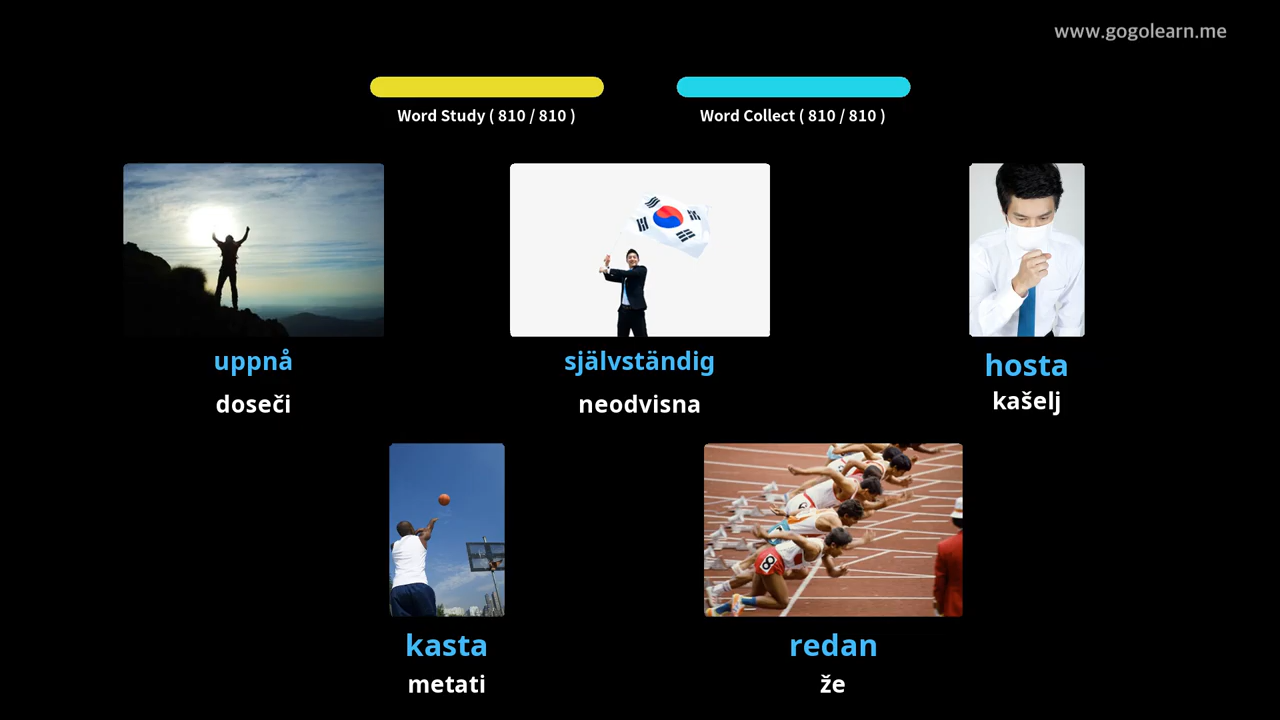 www.gogolearn.me
Word Study ( 810 / 810 )
Word Collect ( 810 / 810 )
uppnå
doseči
självständig
neodvisna
hosta
kašelj
8
kasta
metati
redan
že